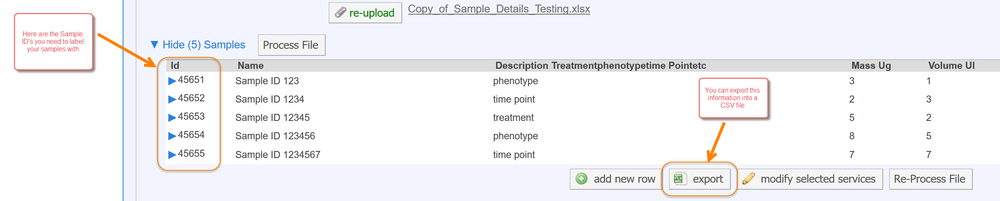 re-upload Copy_of_Sample_Details_Testing.xlsx
Here are the Sample
ID's you need to label
your samples with
Hide (5) Samples Process File
Id Name Description Treatmentphenotypetime Pointetc Mass Ug Volume Ul
45651 Sample ID 123 phenotype 3 1
45652 Sample ID 1234 time point 2 3
45653 Sample ID 12345 treatment 5 2
45654 Sample ID 123456 phenotype 8 5
45655 Sample ID 1234567 time point 7 7
You can export this
information into a
CSV file
add new row export modify selected services Re-Process File